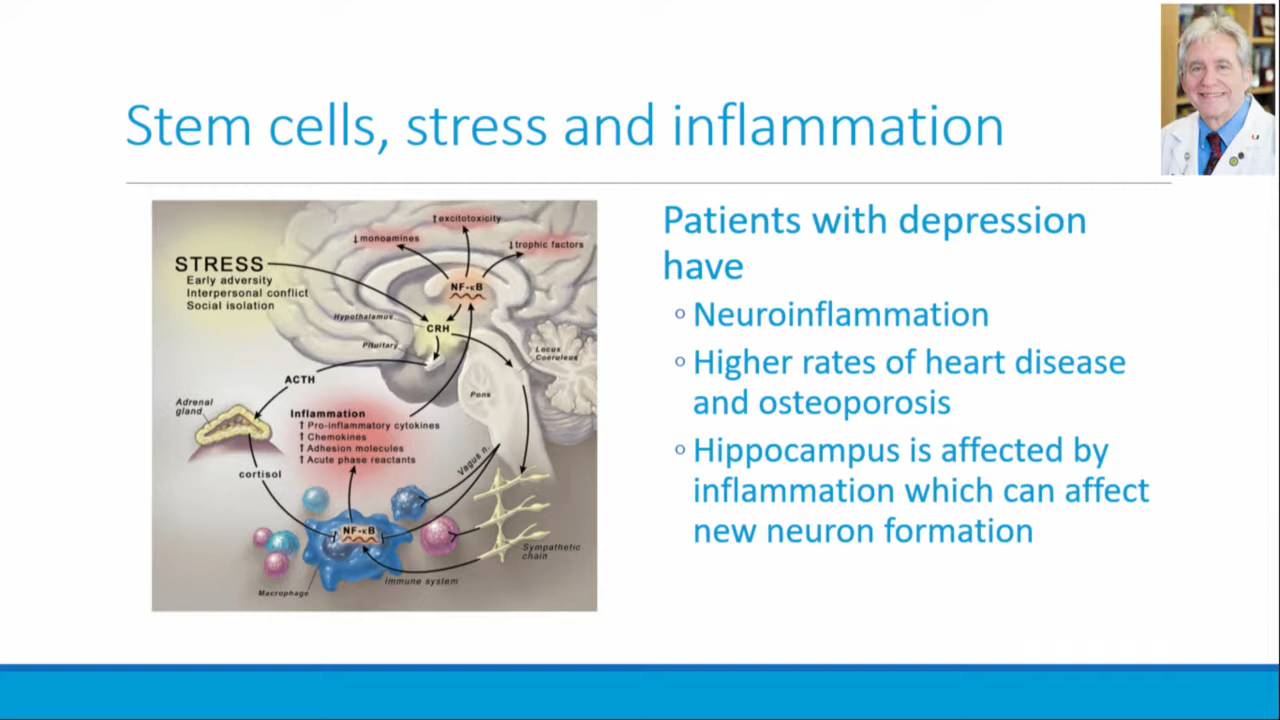 Stem cells, stress and inflammation
↑excitotoxicity
↓monoamines
↓trophic factors
STRESS
Early adversity
Interpersonal conflict
Social isolation
NF-κB
Hypothalamus
CRH
Pituitary
Locus
Coeruleus
ACTH
Pons
Adrenal
gland
Inflammation
↑Pro-inflammatory cytokines
↑Chemokines
↑Adhesion molecules
↑Acute phase reactants
cortisol
Vagus n.
NF-κB
Sympathetic
chain
Immune system
Macrophage
Patients with depression
have
◦ Neuroinflammation
◦ Higher rates of heart disease
and osteoporosis
◦ Hippocampus is affected by
inflammation which can affect
new neuron formation